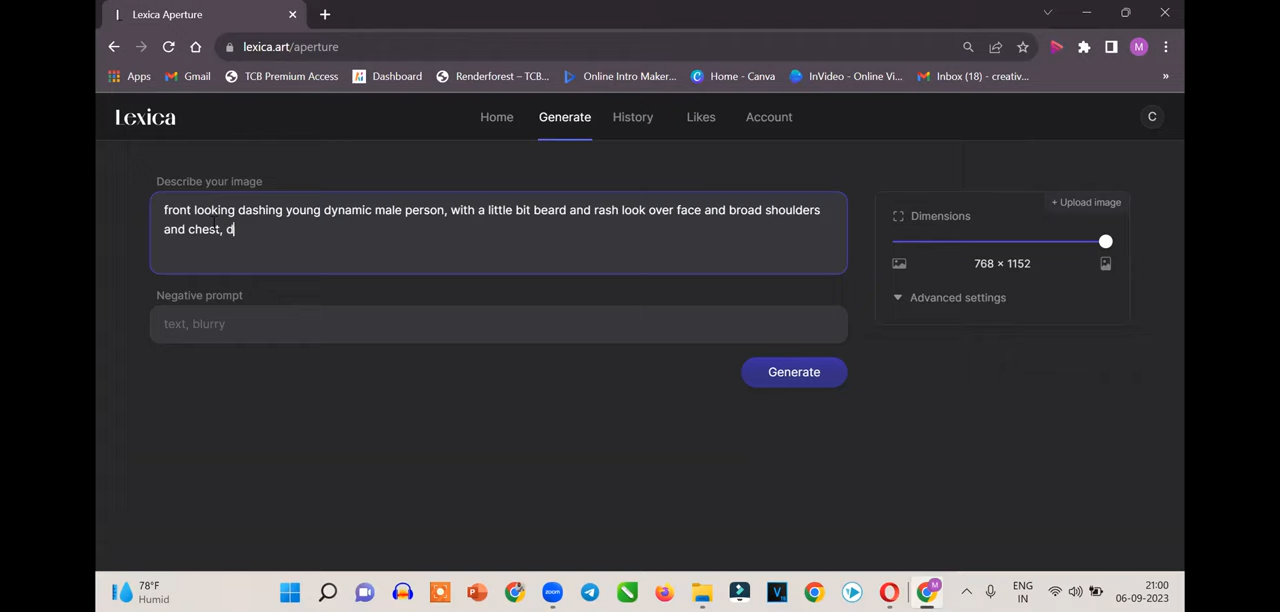 Lexica Aperture
lexica.art/aperture
M
Apps
Gmail
TCB Premium Access
Dashboard
Renderforest – TCB...
Online Intro Maker...
Home - Canva
InVideo - Online Vi...
Inbox (18) - creativ...
»
Lexica
Home
Generate
History
Likes
Account
C
Describe your image
front looking dashing young dynamic male person, with a little bit beard and rash look over face and broad shoulders
and chest, d
+ Upload image
Dimensions
768 × 1152
Advanced settings
Negative prompt
text, blurry
Generate
78°F
Humid
zoom
M
ENG
IN
21:00
06-09-2023